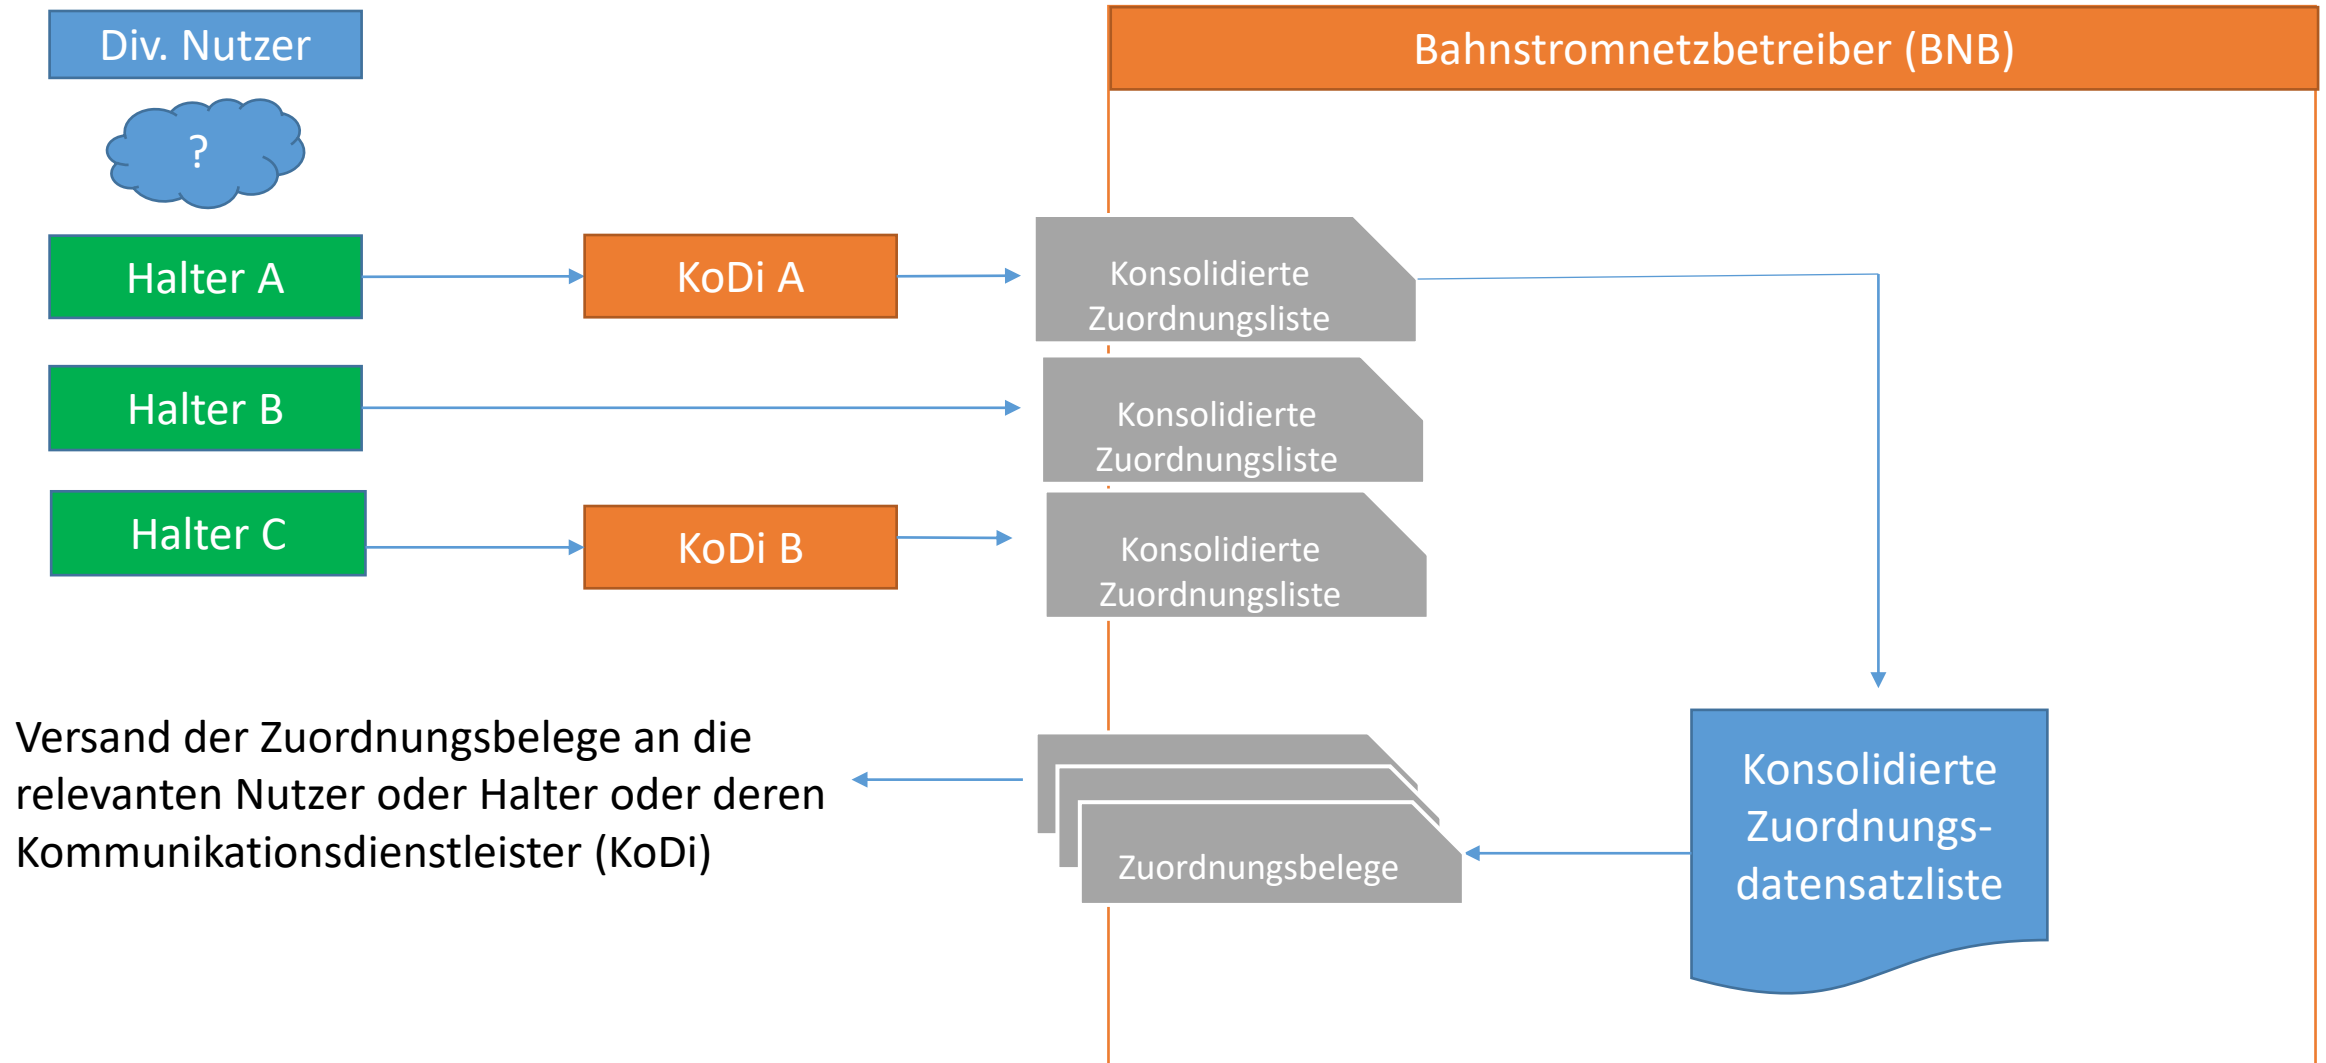 Div. Nutzer
Bahnstromnetzbetreiber (BNB)
?
Halter A
KoDi A
Konsolidierte
Zuordnungsliste
Halter B
Konsolidierte
Zuordnungsliste
Halter C
KoDi B
Konsolidierte
Zuordnungsliste
Versand der Zuordnungsbelege an die
relevanten Nutzer oder Halter oder deren
Kommunikationsdienstleister (KoDi)
Zuordnungsbelege
Konsolidierte
Zuordnungs-
datensatzliste